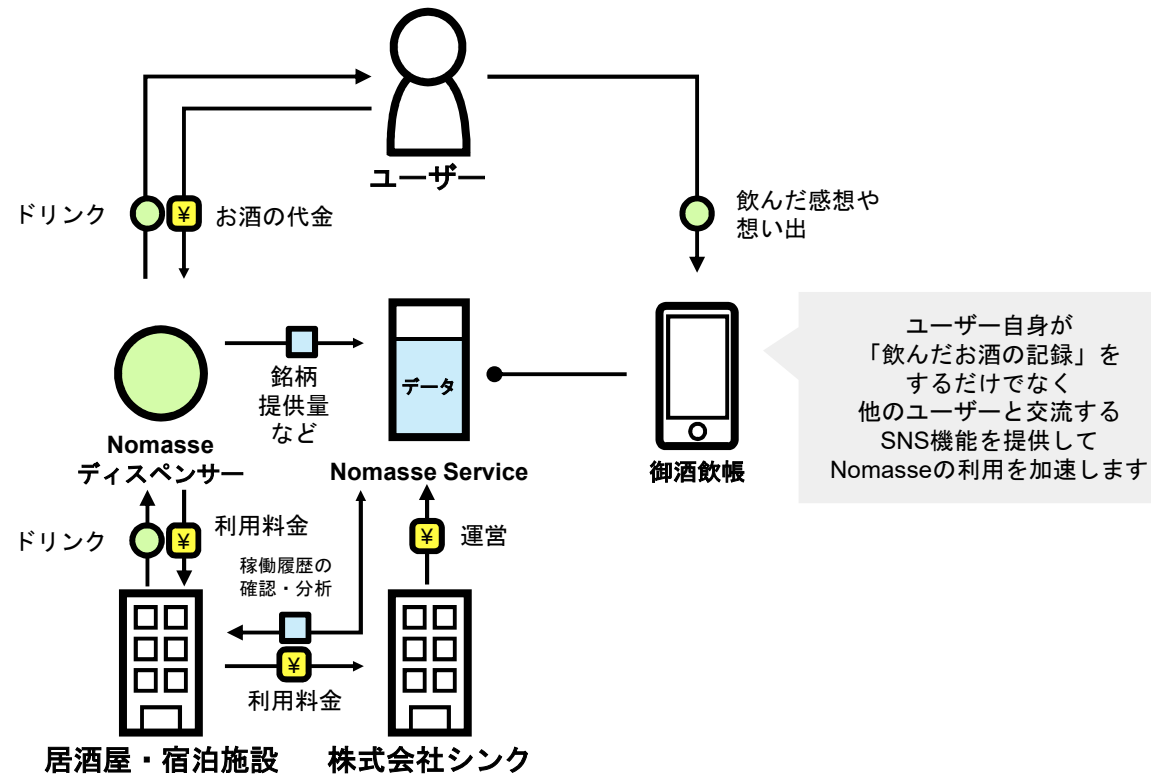 ユーザー
ドリンク
¥
お酒の代金
飲んだ感想や
想い出
銘柄
提供量
など
データ
Nomasse
ディスペンサー
Nomasse Service
御酒飲帳
ユーザー自身が
「飲んだお酒の記録」を
するだけでなく
他のユーザーと交流する
SNS機能を提供して
Nomasseの利用を加速します
ドリンク
¥
利用料金
¥
運営
稼働履歴の
確認・分析
¥
利用料金
居酒屋・宿泊施設
株式会社シンク